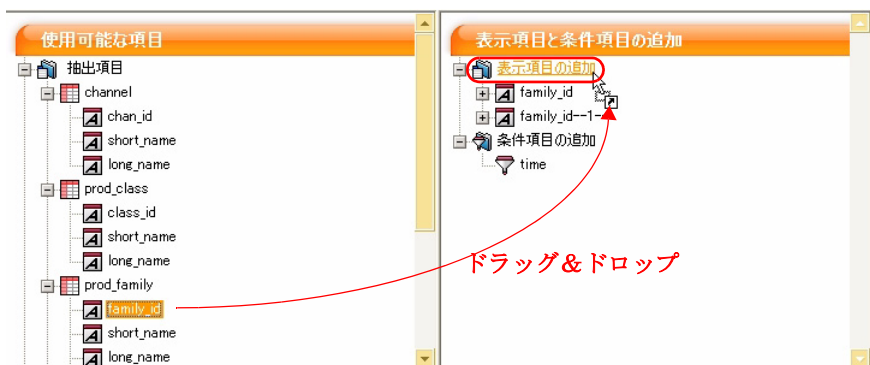 使用可能な項目
抽出項目
channel
chan_id
short_name
long_name
prod_class
class_id
short_name
long_name
prod_family
family_id
short_name
long_name
表示項目と条件項目の追加
表示項目の追加
family_id
family_id--1-
条件項目の追加
time
ドラッグ&ドロップ